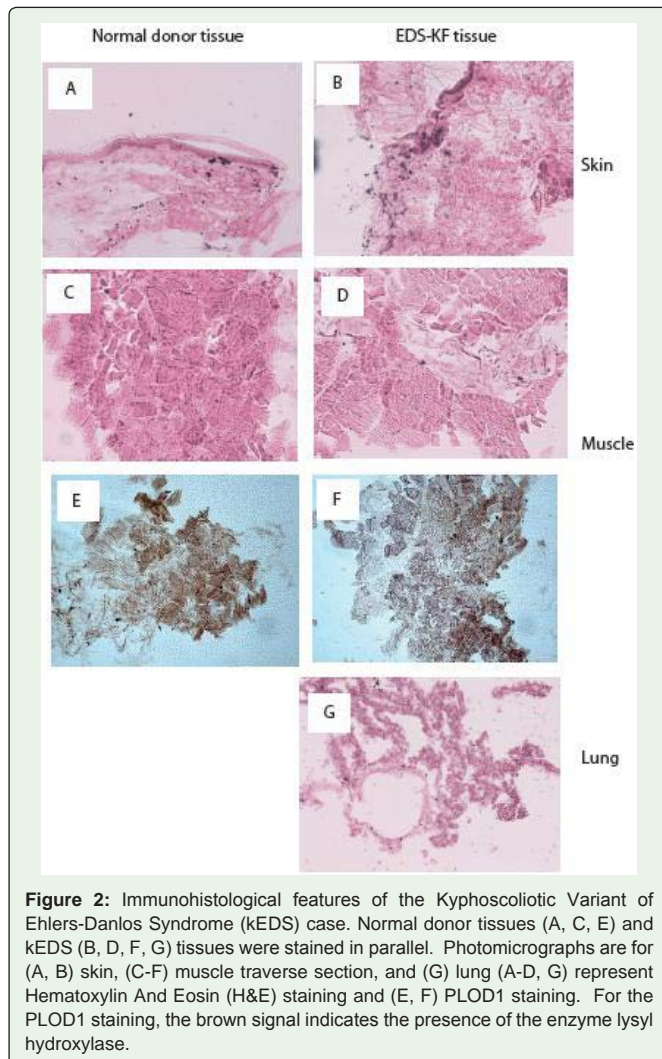 Normal donor tissue
EDS-KF tissue
A
B
Skin
C
D
Muscle
E
F
G
Lung
Figure 2: Immunohistological features of the Kyphoscoliotic Variant of
Ehlers-Danlos Syndrome (kEDS) case. Normal donor tissues (A, C, E) and
kEDS (B, D, F, G) tissues were stained in parallel. Photomicrographs are for
(A, B) skin, (C-F) muscle traverse section, and (G) lung (A-D, G) represent
Hematoxylin And Eosin (H&E) staining and (E, F) PLOD1 staining. For the
PLOD1 staining, the brown signal indicates the presence of the enzyme lysyl
hydroxylase.